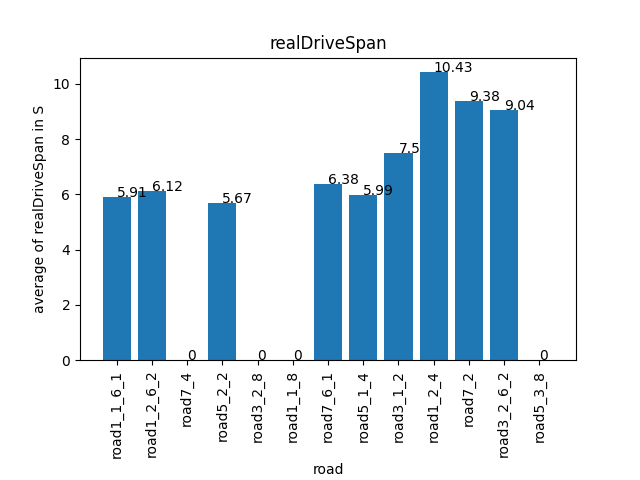 realDriveSpan
average of realDriveSpan in S
10
8
6
4
2
0
5.91
6.12
0
5.67
0
0
6.38
5.99
7.5
10.43
9.38
9.04
0
road1_1_6_1
road1_2_6_2
road7_4
road5_2_2
road3_2_8
road1_1_8
road7_6_1
road5_1_4
road3_1_2
road1_2_4
road7_2
road3_2_6_2
road5_3_8
road